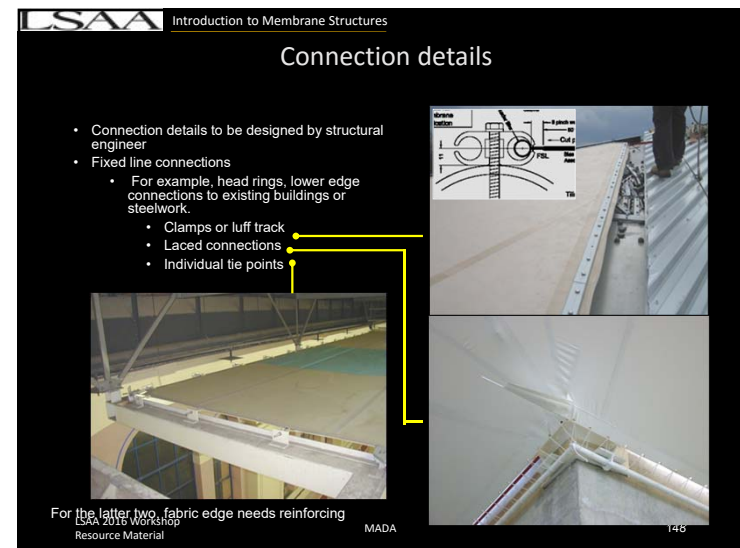 LSAA
Introduction to Membrane Structures
Connection details
• Connection details to be designed by structural
engineer
• Fixed line connections
• For example, head rings, lower edge
connections to existing buildings or
steelwork.
• Clamps or luff track
• Laced connections
• Individual tie points
FSL
For the latter two, fabric edge needs reinforcing
LSAA 2016 Workshop
Resource Material
MADA
148